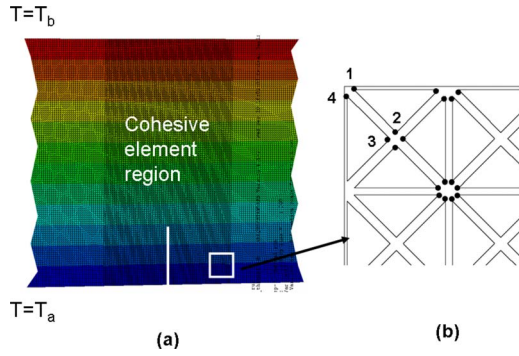 T=T_b
Cohesive
element
region
T=T_a
(a)
1
4
2
3
(b)